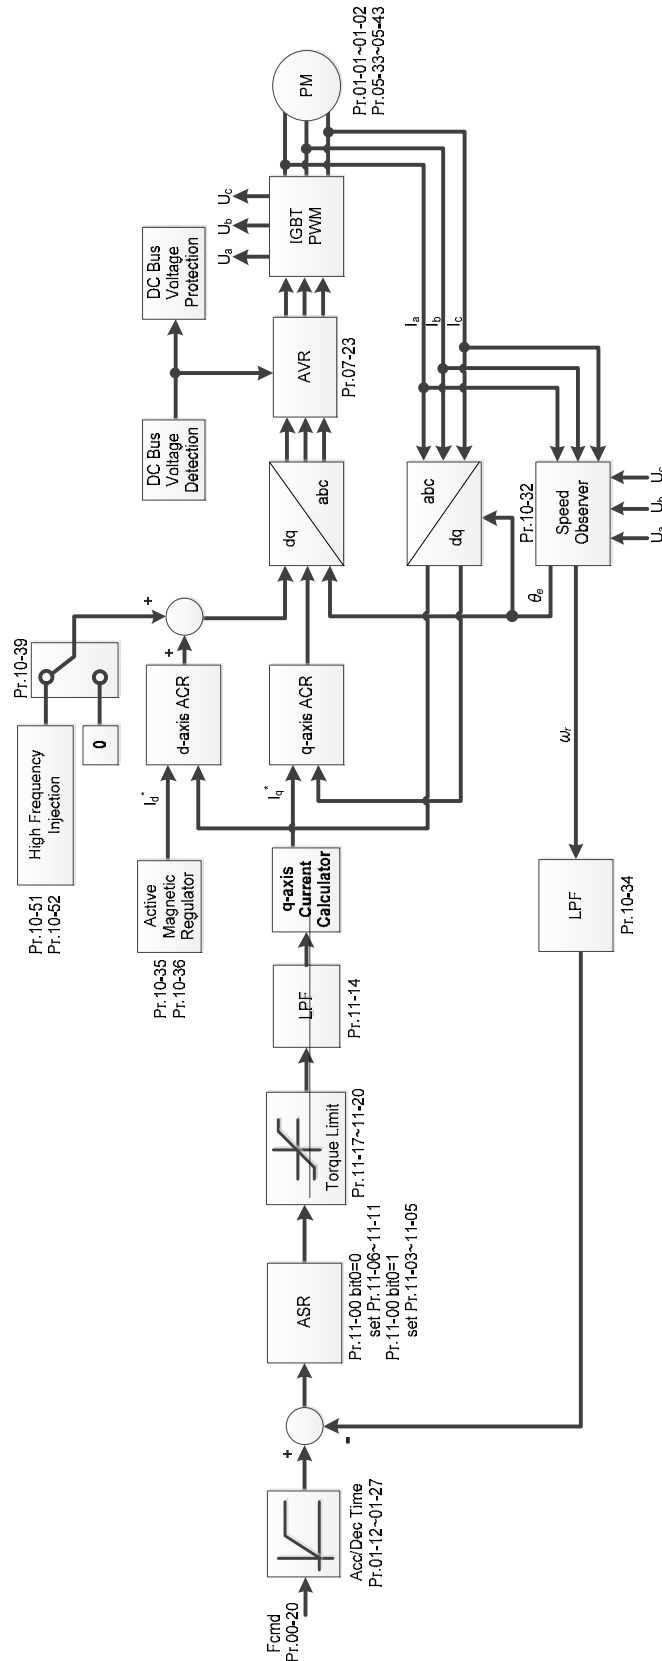 Fcmd
Pr.00-20
Acc/Dec Time
Pr.01-12~01-27
+
-
ASR
Pr.11-00 bit0=0
set Pr.11-06~11-11
Pr.11-00 bit0=1
set Pr.11-03~11-05
Torque Limit
Pr.11-17~11-20
LPF
Pr.11-14
q-axis
Current
Calculator
Iq*
Pr.10-51
Pr.10-52
High Frequency
Injection
0
Pr.10-39
Pr.10-35
Pr.10-36
Active
Magnetic
Regulator
Id*
d-axis ACR
+
+
q-axis ACR
dq
abc
DC Bus
Voltage
Detection
DC Bus
Voltage
Protection
AVR
Pr.07-23
IGBT
PWM
Ua
Ub
Uc
PM
Pr.01-01~01-02
Pr.05-33~05-43
Ia
Ib
Ic
abc
dq
Pr.10-32
Speed
Observer
Ua
Ub
Uc
θe
ωr
LPF
Pr.10-34